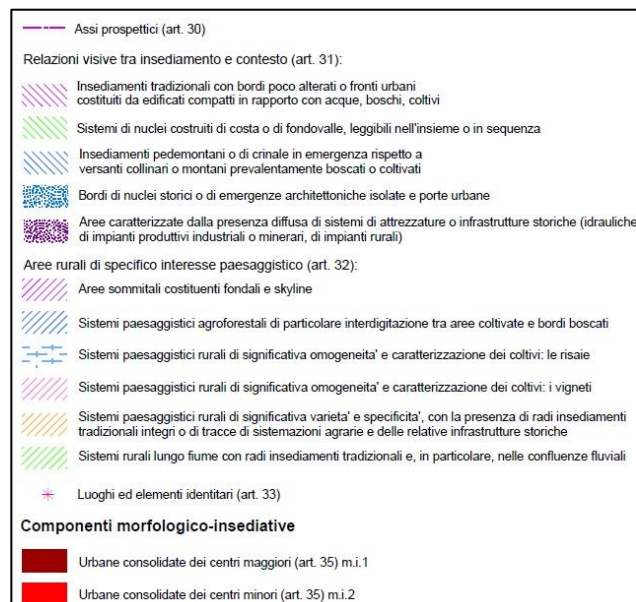 Assi prospettici (art. 30)
Relazioni visive tra insediamento e contesto (art. 31):
Insediamenti tradizionali con bordi poco alterati o fronti urbani
costituiti da edificati compatti in rapporto con acque, boschi, coltivi
Sistemi di nuclei costruiti di costa o di fondovalle, leggibili nell'insieme o in sequenza
Insediamenti pedemontani o di crinale in emergenza rispetto a
versanti collinari o montani prevalentemente boscati o coltivati
Bordi di nuclei storici o di emergenze architettoniche isolate e porte urbane
Aree caratterizzate dalla presenza diffusa di sistemi di attrezzature o infrastrutture storiche (idrauliche
di impianti produttivi industriali o minerari, di impianti rurali)
Aree rurali di specifico interesse paesaggistico (art. 32):
Aree sommitali costituenti fondali e skyline
Sistemi paesaggistici agroforestali di particolare interdigitazione tra aree coltivate e bordi boscati
Sistemi paesaggistici rurali di significativa omogeneita' e caratterizzazione dei coltivi: le risaie
Sistemi paesaggistici rurali di significativa omogeneita' e caratterizzazione dei coltivi: i vigneti
Sistemi paesaggistici rurali di significativa varieta' e specificita', con la presenza di radi insediamenti
tradizionali integri o di tracce di sistemazioni agrarie e delle relative infrastrutture storiche
Sistemi rurali lungo fiume con radi insediamenti tradizionali e, in particolare, nelle confluenze fluviali
Luoghi ed elementi identitari (art. 33)
Componenti morfologico-insediative
Urbane consolidate dei centri maggiori (art. 35) m.i.1
Urbane consolidate dei centri minori (art. 35) m.i.2